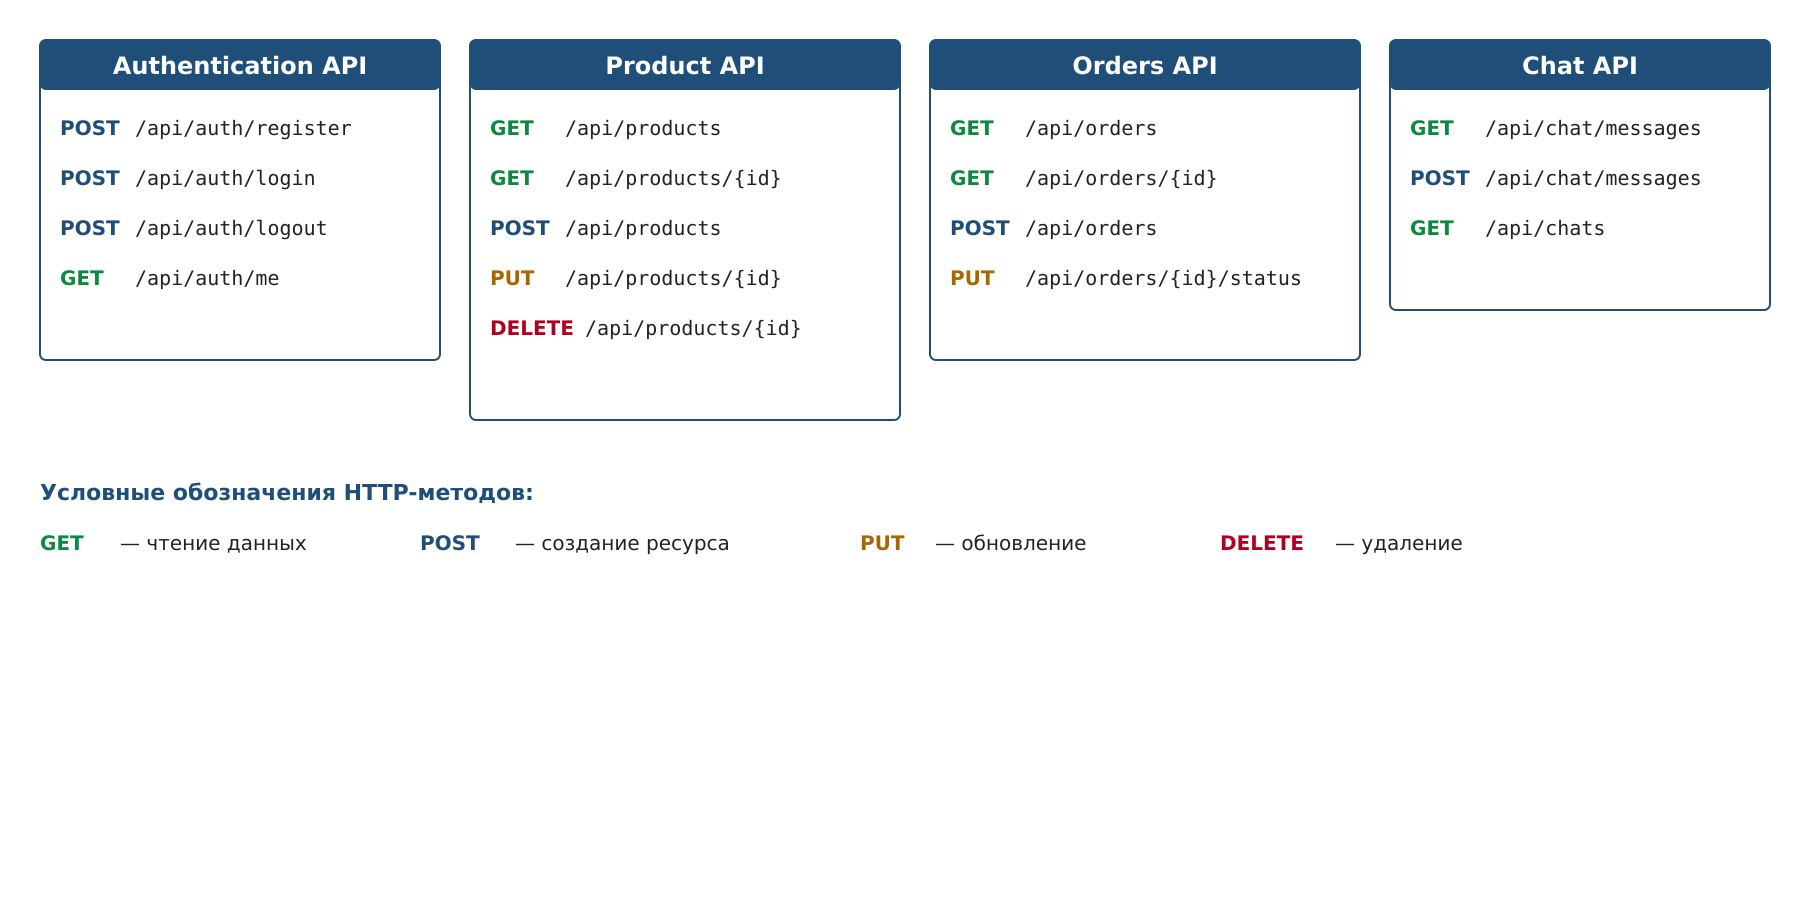 Authentication API
POST /api/auth/register
POST /api/auth/login
POST /api/auth/logout
GET /api/auth/me
Product API
GET /api/products
GET /api/products/{id}
POST /api/products
PUT /api/products/{id}
DELETE /api/products/{id}
Orders API
GET /api/orders
GET /api/orders/{id}
POST /api/orders
PUT /api/orders/{id}/status
Chat API
GET /api/chat/messages
POST /api/chat/messages
GET /api/chats
Условные обозначения HTTP-методов:
GET — чтение данных POST — создание ресурса PUT — обновление DELETE — удаление